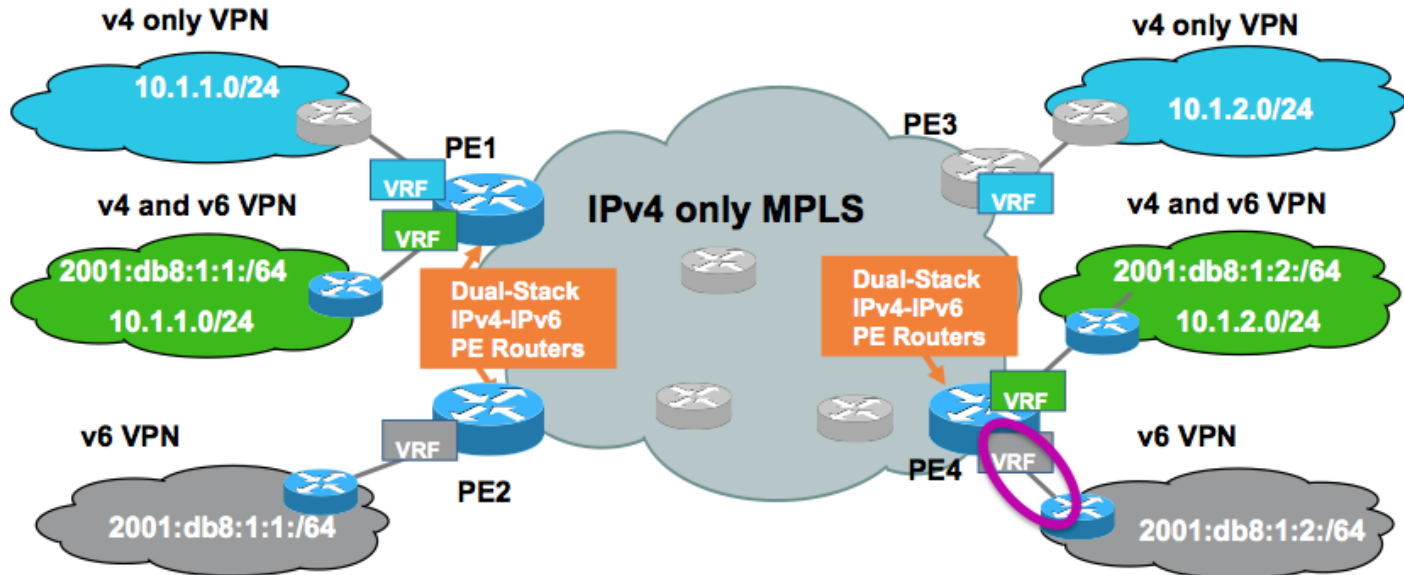 v4 only VPN
10.1.1.0/24
VRF
PE1
v4 and v6 VPN
VRF
2001:db8:1:1:/64
10.1.1.0/24
Dual-Stack
IPv4-IPv6
PE Routers
v6 VPN
VRF
PE2
2001:db8:1:1:/64
IPv4 only MPLS
v4 only VPN
10.1.2.0/24
PE3
VRF
v4 and v6 VPN
2001:db8:1:2:/64
10.1.2.0/24
Dual-Stack
IPv4-IPv6
PE Routers
VRF
VRF
PE4
v6 VPN
2001:db8:1:2:/64